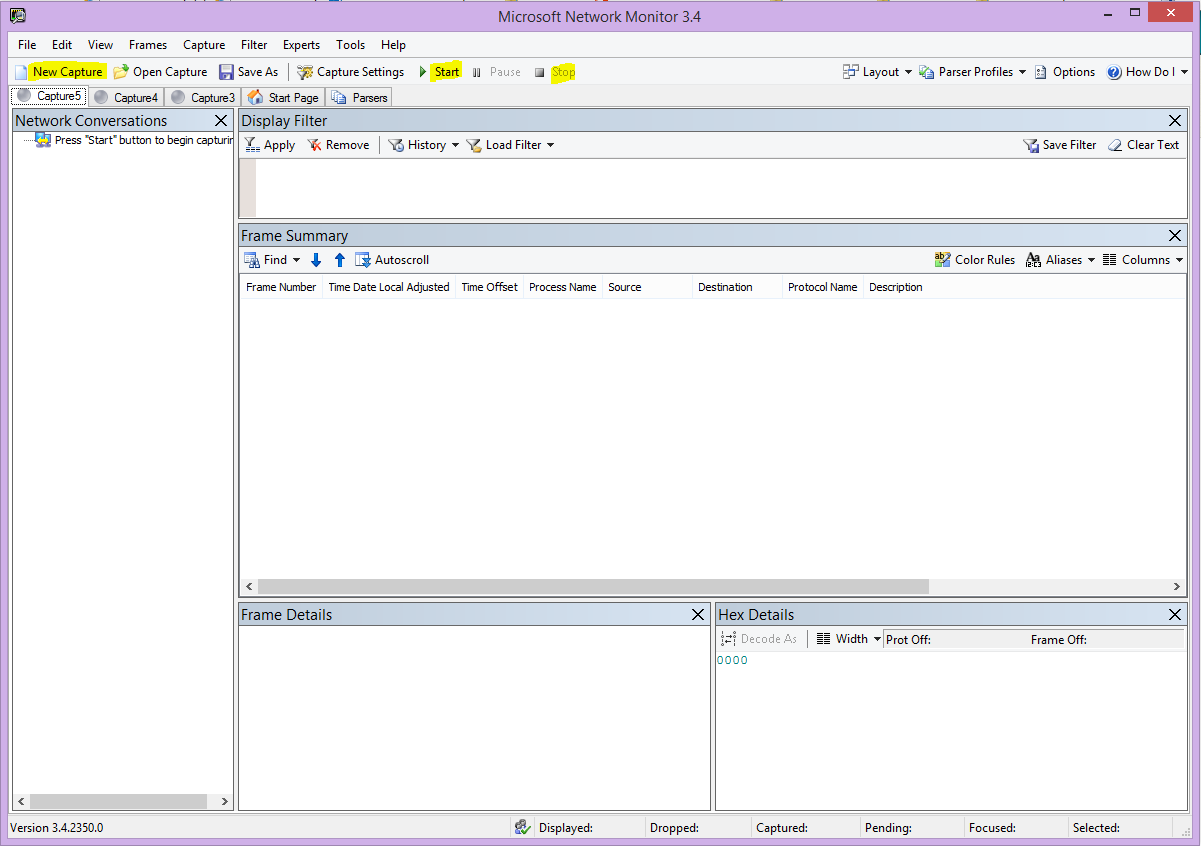 Microsoft Network Monitor 3.4
File Edit View Frames Capture Filter Experts Tools Help
New Capture Open Capture Save As Capture Settings Start Pause Stop Layout Parser Profiles Options How Do I
Capture5 Capture4 Capture3 Start Page Parsers
Network Conversations
Press "Start" button to begin capturin
Display Filter
Apply Remove History Load Filter Save Filter Clear Text
Frame Summary
Find Autoscroll Color Rules Aliases Columns
Frame Number Time Date Local Adjusted Time Offset Process Name Source Destination Protocol Name Description
Frame Details
Hex Details
Decode As Width Prot Off: Frame Off:
0000
Version 3.4.2350.0 Displayed: Dropped: Captured: Pending: Focused: Selected: